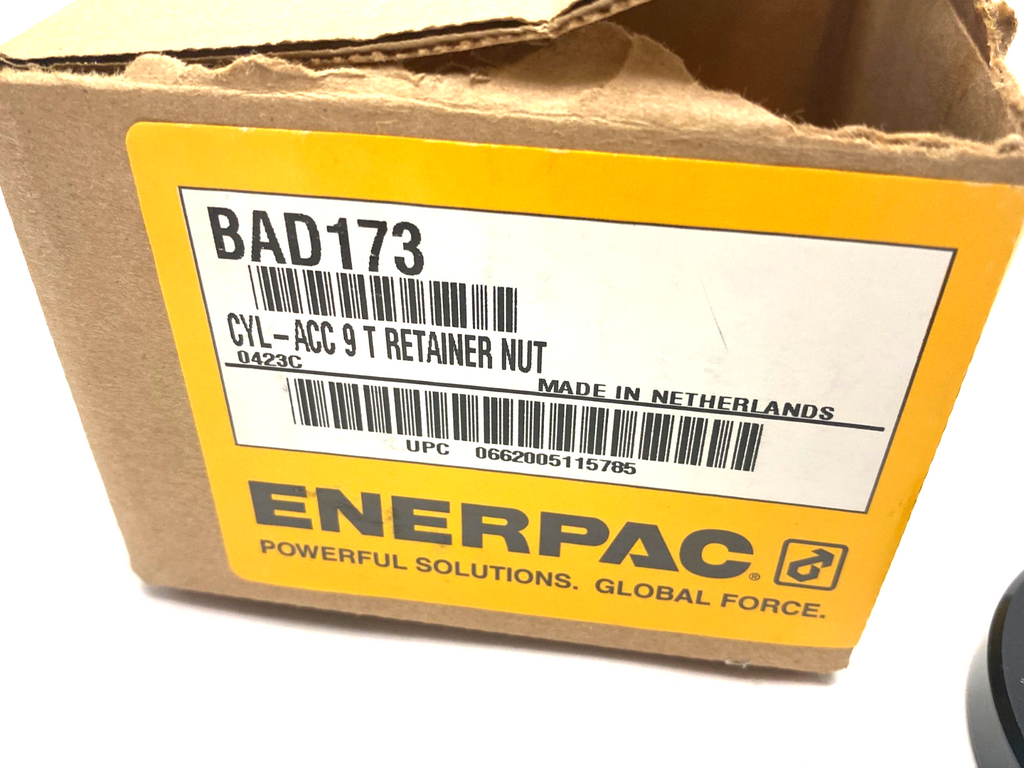 BAD173
CYL-ACC 9 T RETAINER NUT
0423C
MADE IN NETHERLANDS
UPC 0662005115785
ENERPAC®
POWERFUL SOLUTIONS. GLOBAL FORCE.